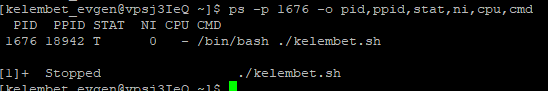 [kelembet_evgen@vpsj3IeQ ~]$ ps -p 1676 -o pid,ppid,stat,ni,cpu,cmd
PID PPID STAT NI CPU CMD
1676 18942 T 0 - /bin/bash ./kelembet.sh
[1]+ Stopped ./kelembet.sh
[kelembet_evgen@vpsj3IeQ ~]$